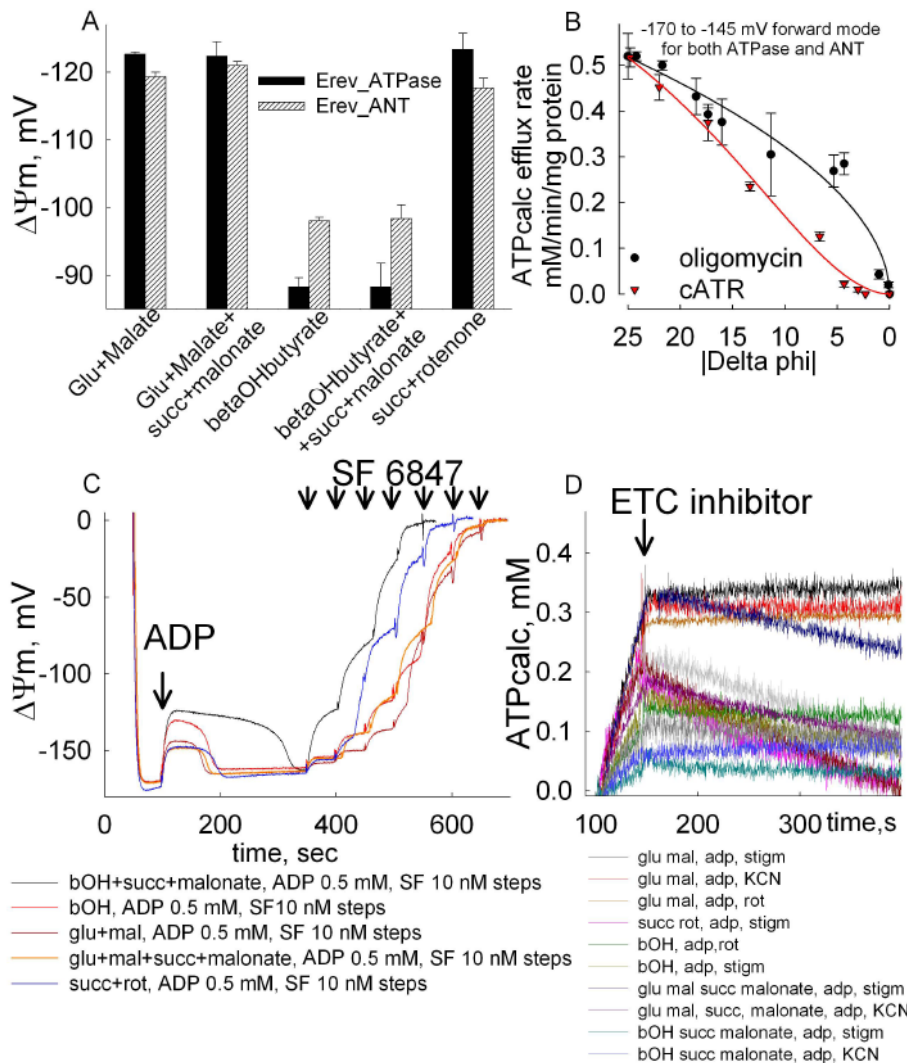 A
ΔΨm, mV
-120
-110
-100
-90
Erev_ATPase
Erev_ANT
Glu+Malate
Glu+Malate+
succ+malonate
betaOHbutyrate
betaOHbutyrate+
+succ+malonate
succ+rotenone
B
-170 to -145 mV forward mode
for both ATPase and ANT
ATPcalc efflux rate
mM/min/mg protein
0.5
0.4
0.3
0.2
0.1
0.0
oligomycin
cATR
25 20 15 10 5 0
|Delta phi|
C
SF 6847
ADP
ΔΨm, mV
0
-50
-100
-150
0 200 400 600
time, sec
bOH+succ+malonate, ADP 0.5 mM, SF 10 nM steps
bOH, ADP 0.5 mM, SF10 nM steps
glu+mal, ADP 0.5 mM, SF 10 nM steps
glu+mal+succ+malonate, ADP 0.5 mM, SF 10 nM steps
succ+rot, ADP 0.5 mM, SF 10 nM steps
D
ETC inhibitor
ATPcalc, mM
0.4
0.3
0.2
0.1
0.0
100 300 time,s
glu mal, adp, stigm
glu mal, adp, KCN
glu mal, adp, rot
succ rot, adp, stigm
bOH, adp,rot
bOH, adp, stigm
glu mal succ malonate, adp, stigm
glu mal, succ, malonate, adp, KCN
bOH succ malonate, adp, stigm
bOH succ malonate, adp, KCN